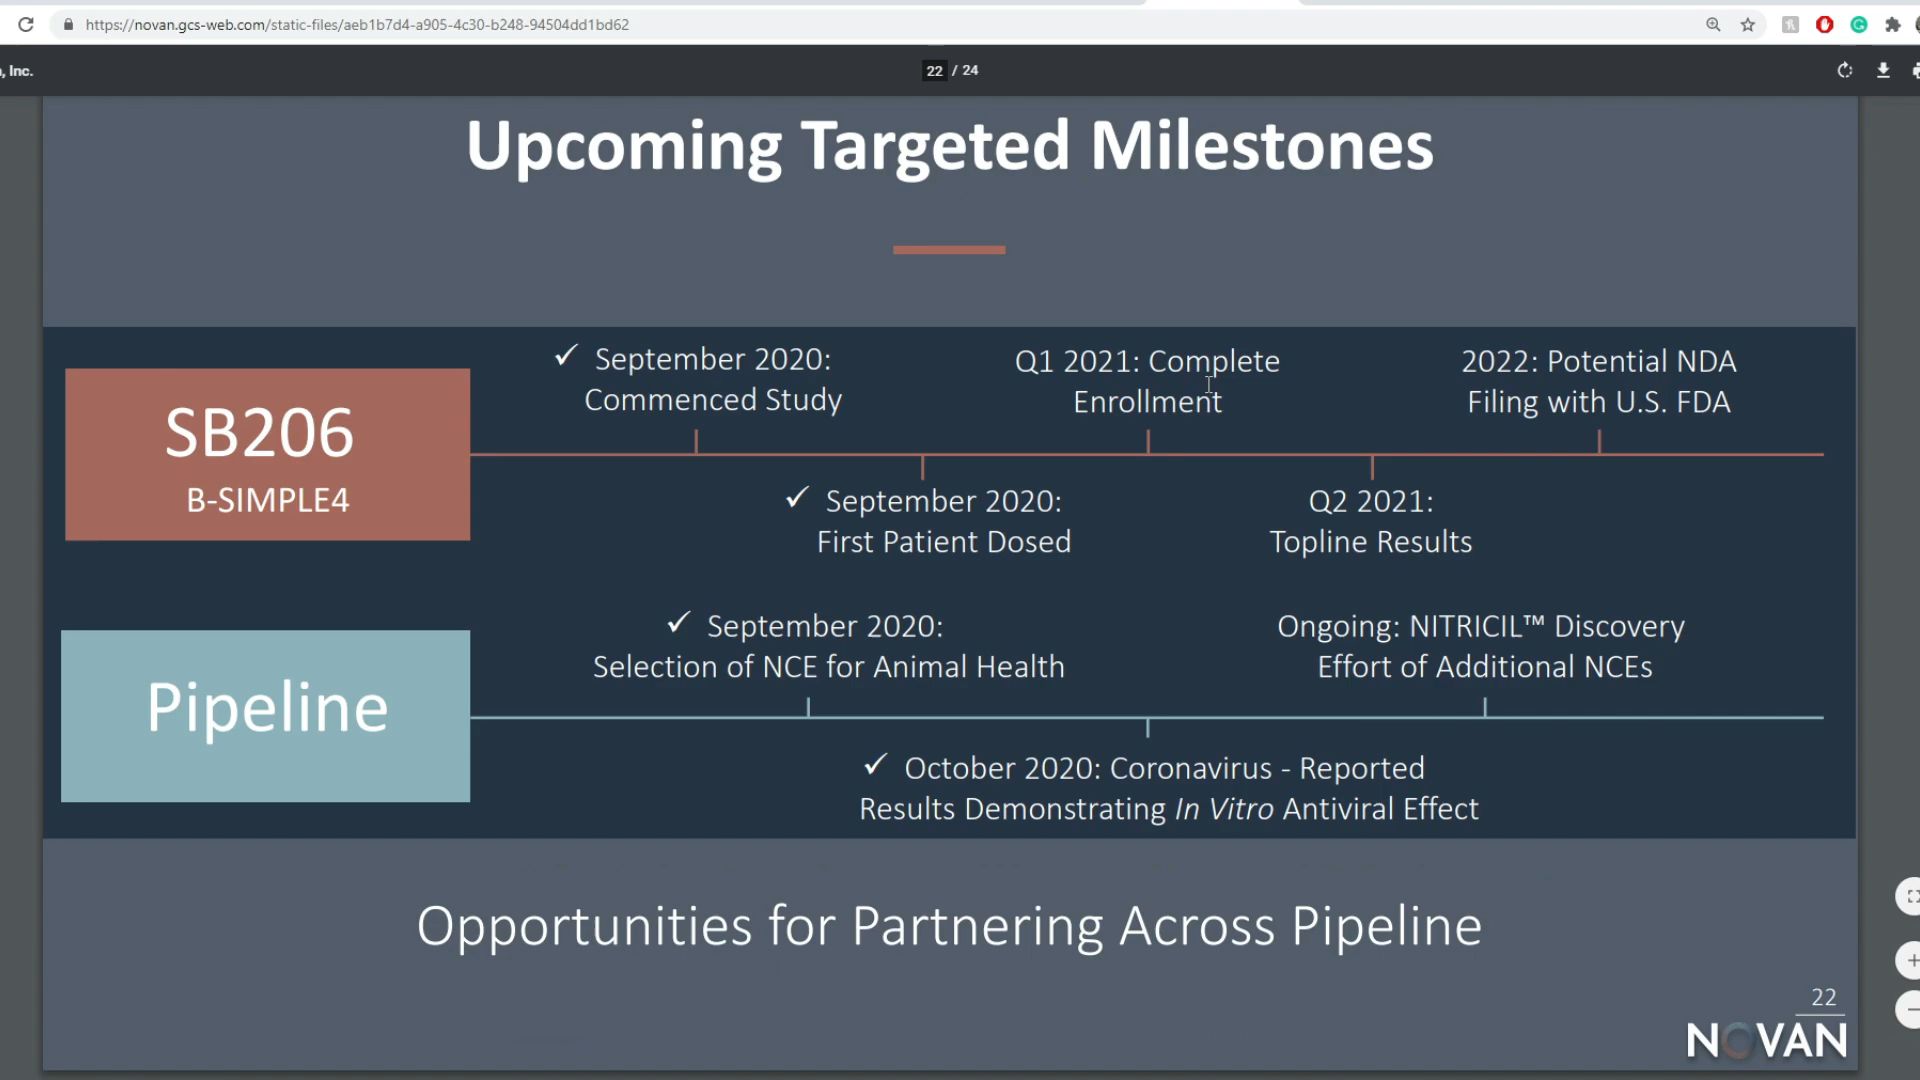 https://novan.gcs-web.com/static-files/aeb1b7d4-a905-4c30-b248-94504dd1bd62
, Inc.
22 / 24
Upcoming Targeted Milestones
✓ September 2020:
Commenced Study
Q1 2021: Complete
Enrollment
2022: Potential NDA
Filing with U.S. FDA
SB206
B-SIMPLE4
✓ September 2020:
First Patient Dosed
Q2 2021:
Topline Results
✓ September 2020:
Selection of NCE for Animal Health
Ongoing: NITRICIL™ Discovery
Effort of Additional NCEs
Pipeline
✓ October 2020: Coronavirus - Reported
Results Demonstrating In Vitro Antiviral Effect
Opportunities for Partnering Across Pipeline
22
NOVAN